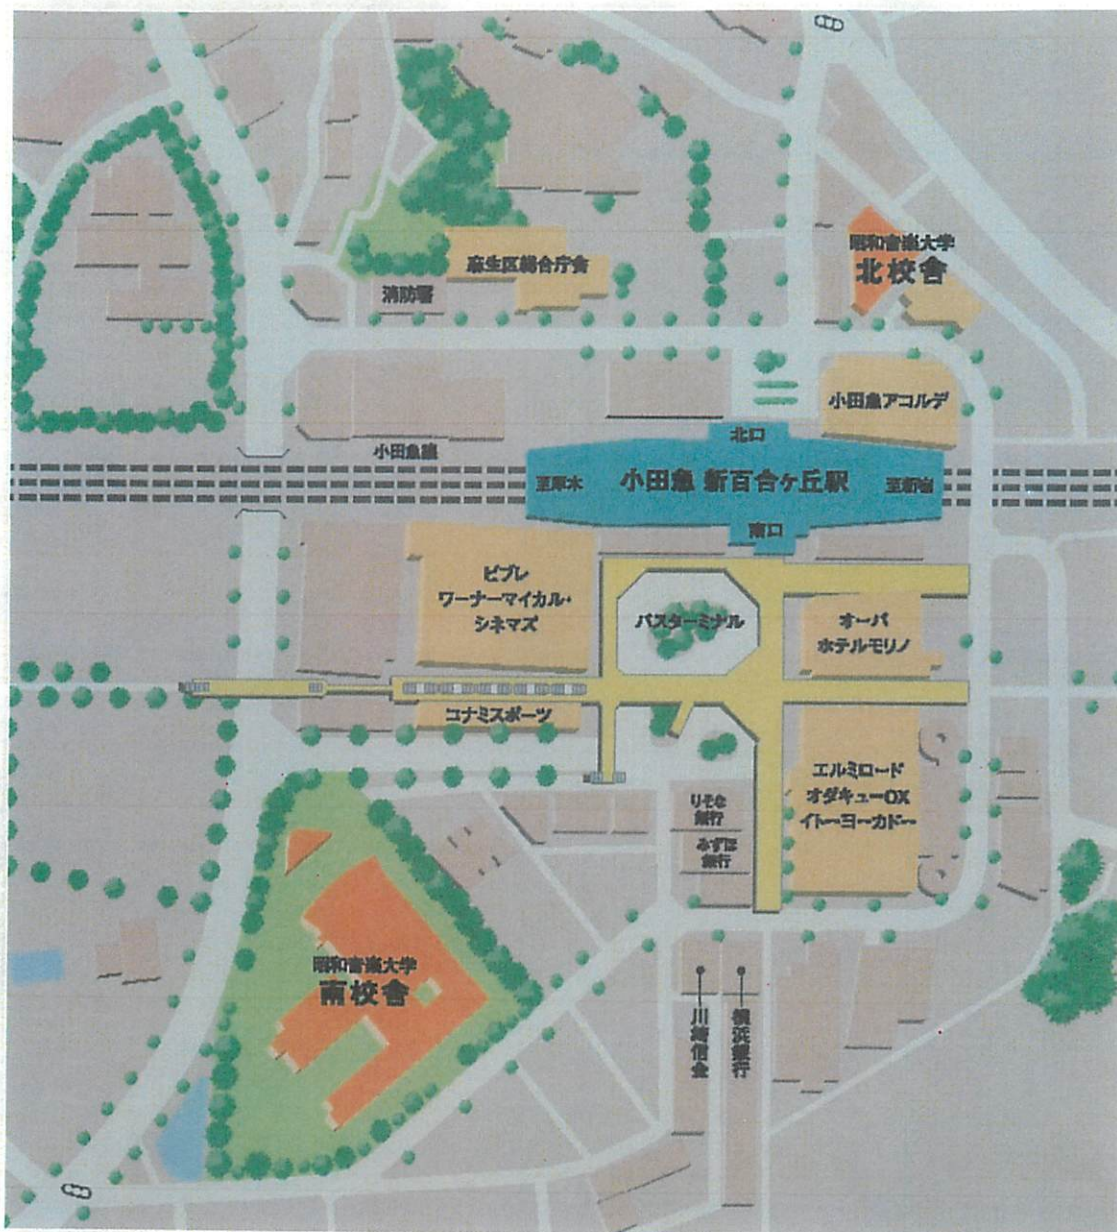 昭和音楽大学
北校舎
麻生区総合庁舎
消防署
小田急アコルデ
北口
小田急線
至厚木
小田急 新百合ヶ丘駅
至新宿
南口
ビブレ
ワーナーマイカル・
シネマズ
バスターミナル
オーパ
ホテルモリノ
コナミスポーツ
エルミロード
オダキューOX
イトーヨーカドー
りそな
銀行
みずほ
銀行
昭和音楽大学
南校舎
川崎信金
横浜銀行